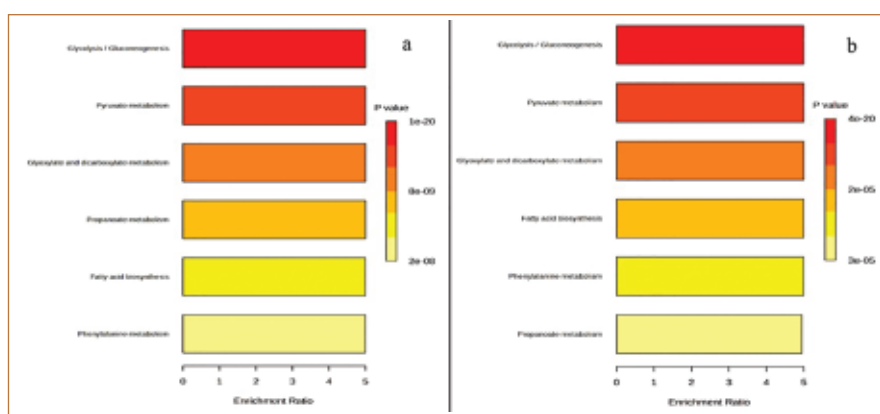 a
Glycolysis / Gluconeogenesis
Pyruvate metabolism
Glyoxylate and dicarboxylate metabolism
Propanoate metabolism
Fatty acid biosynthesis
Phenylalanine metabolism
P value
1e-20
8e-09
2e-08
0 1 2 3 4 5
Enrichment Ratio
b
Glycolysis / Gluconeogenesis
Pyruvate metabolism
Glyoxylate and dicarboxylate metabolism
Fatty acid biosynthesis
Phenylalanine metabolism
Propanoate metabolism
P value
4e-20
2e-05
3e-05
0 1 2 3 4 5
Enrichment Ratio